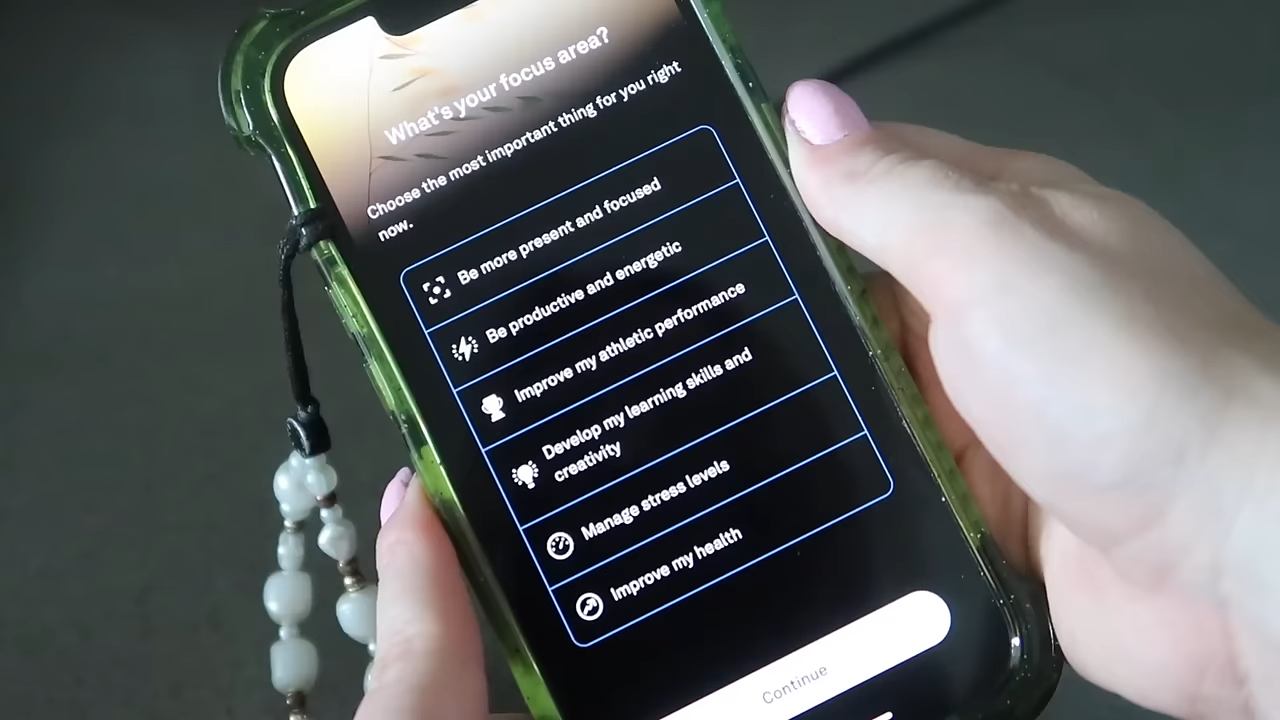 What's your focus area?
Choose the most important thing for you right
now.
Be more present and focused
Be productive and energetic
Improve my athletic performance
Develop my learning skills and
creativity
Manage stress levels
Improve my health
Continue